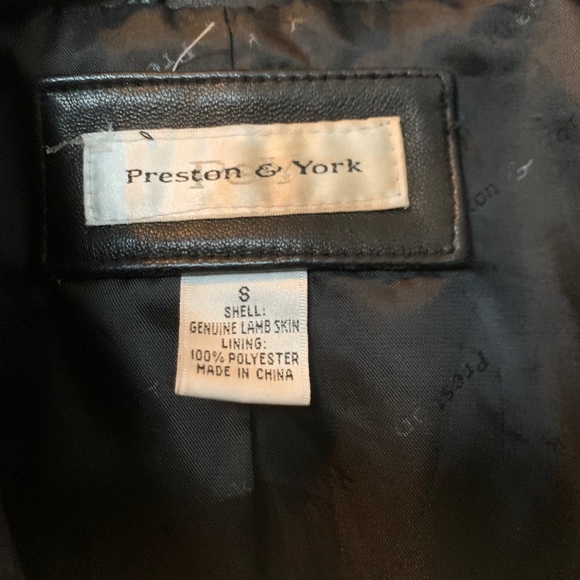 Preston & York
S
SHELL:
GENUINE LAMB SKIN
LINING:
100% POLYESTER
MADE IN CHINA